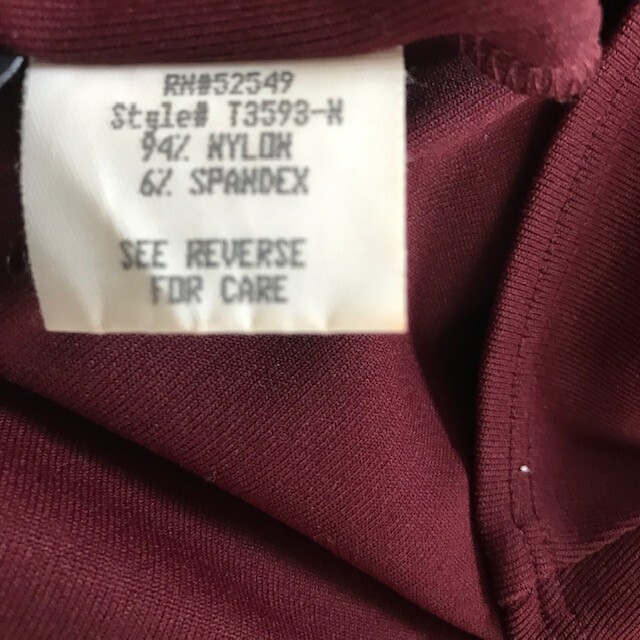 RN#52549
Style# T3593-N
94% NYLON
6% SPANDEX
SEE REVERSE
FOR CARE